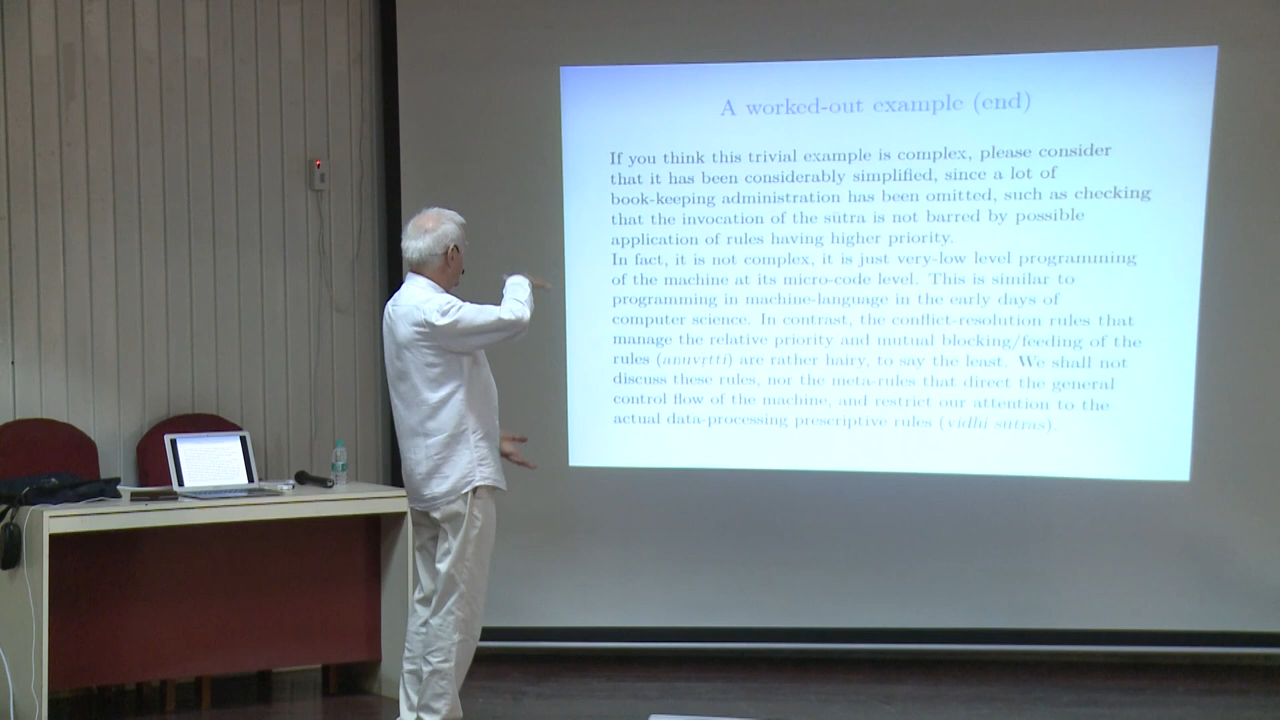 A worked-out example (end)
If you think this trivial example is complex, please consider
that it has been considerably simplified, since a lot of
book-keeping administration has been omitted, such as checking
that the invocation of the sūtra is not barred by possible
application of rules having higher priority.
In fact, it is not complex, it is just very-low level programming
of the machine at its micro-code level. This is similar to
programming in machine-language in the early days of
computer science. In contrast, the conflict-resolution rules that
manage the relative priority and mutual blocking/feeding of the
rules (anuvṛtti) are rather hairy, to say the least. We shall not
discuss these rules, nor the meta-rules that direct the general
control flow of the machine, and restrict our attention to the
actual data-processing prescriptive rules (vidhi sūtras).